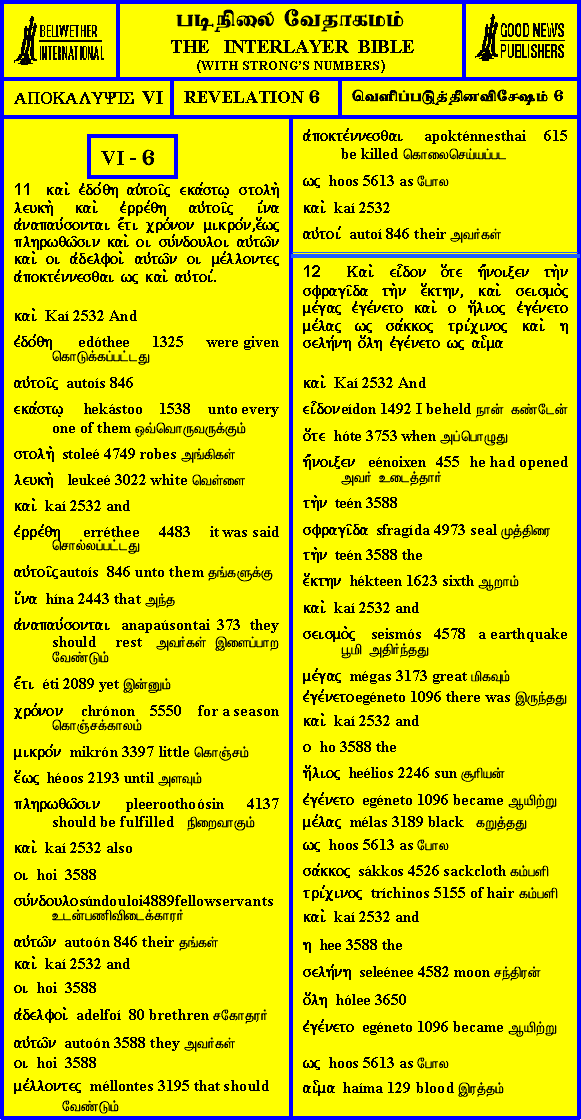 BELIWETHER
INTERNATIONAL
படிநிலை வேதாகமம்
THE INTERLAYER BIBLE
(WITH STRONG'S NUMBERS)
GOOD NEWS
PUBLISHERS
ΑΠΟΚΑΛΥΨΙΣ VI
REVELATION 6
வெளிப்படுத்தினவிசேஷம் 6
VI - 6
11 καὶ ἐδόθη αὐτοῖς εκάστῳ στολὴ
λευκὴ καὶ ἐρρέθη αὐτοῖς ίνα
ἀναπαύσονται ἔτι χρόνον μικρόν,ἕως
πληρωθῶσιν καὶ οι σύνδουλοι αὐτῶν
καὶ οι ἀδελφοὶ αὐτῶν οι μέλλοντες
ἀποκτέννεσθαι ως καὶ αὐτοί.
καὶ Kaí 2532 And
ἐδόθη edóthee 1325 were given
கொடுக்கப்பட்டது
αὐτοῖς autoís 846
εκάστῳ hekástoo 1538 unto every
one of them ஒவ்வொருவருக்கும்
στολὴ stoleé 4749 robes அங்கிகள்
λευκὴ leukeé 3022 white வெள்ளை
καὶ kaí 2532 and
ἐρρέθη erréthee 4483 it was said
சொல்லப்பட்டது
αὐτοῖς autoís 846 unto them தங்களுக்கு
ἵνα hína 2443 that அந்த
ἀναπαύσονται anapaúsontai 373 they
should rest அவர்கள் இளைப்பாற
வேண்டும்
ἔτι éti 2089 yet இன்னும்
χρόνον chrónon 5550 for a season
கொஞ்சக்காலம்
μικρόν mikrón 3397 little கொஞ்சம்
ἕως héoos 2193 until அளவும்
πληρωθῶσιν pleeroothoósin 4137
should be fulfilled நிறைவாகும்
καὶ kaí 2532 also
οι hoi 3588
σύνδουλοι súndouloi4889fellowservants
உடன்பணிவிடைக்காரர்
αὐτῶν autoón 846 their தங்கள்
καὶ kaí 2532 and
οι hoi 3588
ἀδελφοὶ adelfoí 80 brethren சகோதரர்
αὐτῶν autoón 3588 they அவர்கள்
οι hoi 3588
μέλλοντες méllontes 3195 that should
வேண்டும்
ἀποκτέννεσθαι apokténnesthai 615
be killed கொலைசெய்யப்பட
ως hoos 5613 as போல
καὶ kaí 2532
αὐτοί autoí 846 their அவர்கள்
12 Καὶ εἶδον ὅτε ἤνοιξεν τὴν
σφραγῖδα τὴν ἕκτην, καὶ σεισμὸς
μέγας ἐγένετο καὶ ο ἥλιος ἐγένετο
μέλας ως σάκκος τρίχινος καὶ η
σελήνη ὅλη ἐγένετο ως αἷμα
καὶ Kaí 2532 And
εἶδον eídon 1492 I beheld நான் கண்டேன்
ὅτε hóte 3753 when அப்பொழுது
ἤνοιξεν eénoixen 455 he had opened
அவர் உடைத்தார்
τὴν teén 3588
σφραγῖδα sfragída 4973 seal முத்திரை
τὴν teén 3588 the
ἕκτην hékteen 1623 sixth ஆறாம்
καὶ kaí 2532 and
σεισμὸς seismós 4578 a earthquake
பூமி அதிர்ந்தது
μέγας mégas 3173 great மிகவும்
ἐγένετο egéneto 1096 there was இருந்தது
καὶ kaí 2532 and
ο ho 3588 the
ἥλιος heélios 2246 sun சூரியன்
ἐγένετο egéneto 1096 became ஆயிற்று
μέλας mélas 3189 black கறுத்தது
ως hoos 5613 as போல
σάκκος sákkos 4526 sackcloth கம்பளி
τρίχινος tríchinos 5155 of hair கம்பளி
καὶ kaí 2532 and
η hee 3588 the
σελήνη seleénee 4582 moon சந்திரன்
ὅλη hólee 3650
ἐγένετο egéneto 1096 became ஆயிற்று
ως hoos 5613 as போல
αἷμα haíma 129 blood இரத்தம்